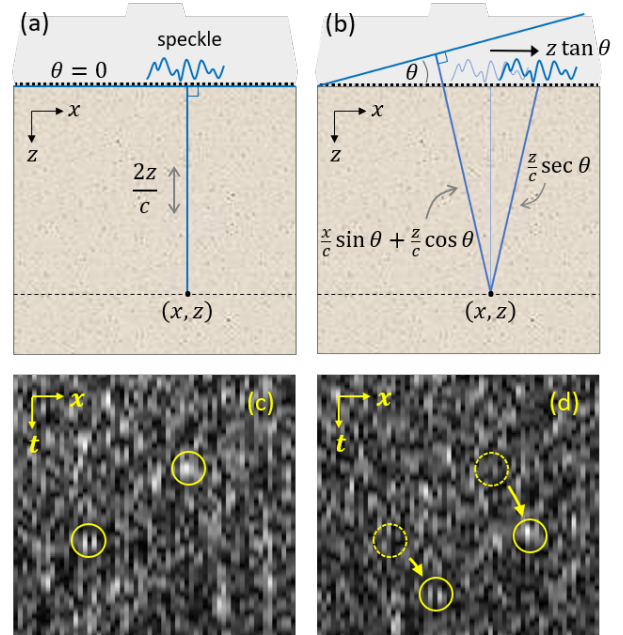 (a)
speckle
θ = 0
x
z
2z
c
(x, z)
(b)
z tan θ
θ
x
z
z/c sec θ
x/c sin θ + z/c cos θ
(x, z)
(c)
x
t
(d)
x
t